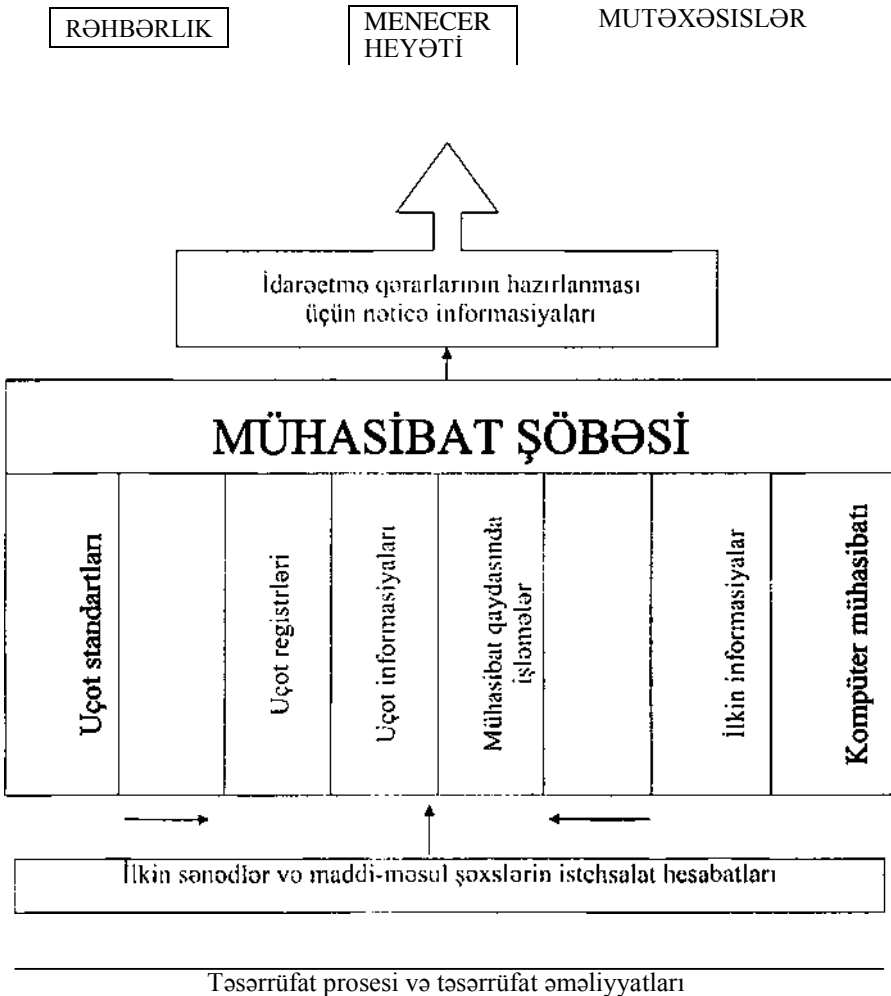 RƏHBƏRLIK
MENECER
HEYƏTİ
MUTƏXƏSISLƏR
İdarəetmə qərarlarının hazırlanması
üçün nəticə informasiyaları
MÜHASİBAT ŞÖBƏSİ
Uçot standartları
Uçot registrləri
Uçot informasiyaları
Mühasibat qaydasında
işləmələr
İlkin informasiyalar
Kompüter mühasibatı
İlkin sənədlər və maddi-məsul şəxslərin istehsalat hesabatları
Təsərrüfat prosesi və təsərrüfat əməliyyatları